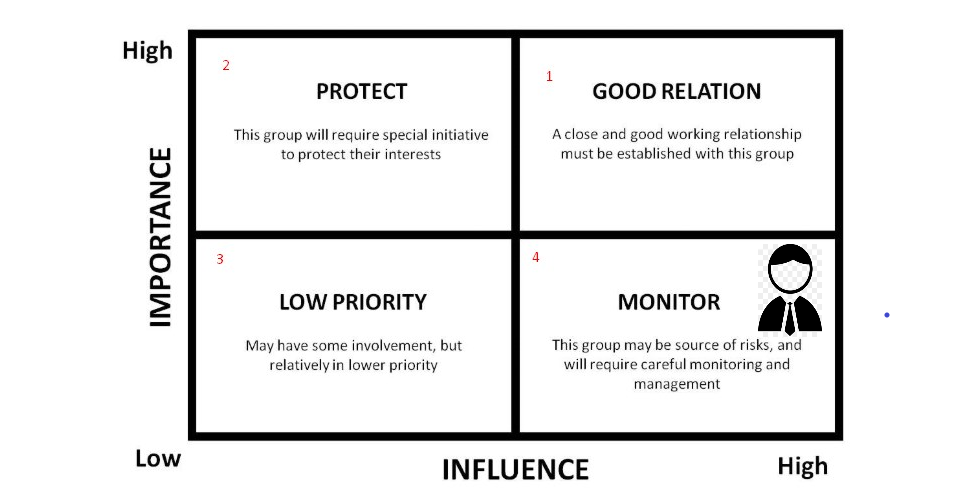 High
2
PROTECT
This group will require special initiative
to protect their interests
1
GOOD RELATION
A close and good working relationship
must be established with this group
IMPORTANCE
3
LOW PRIORITY
May have some involvement, but
relatively in lower priority
4
MONITOR
This group may be source of risks, and
will require careful monitoring and
management
Low
INFLUENCE
High